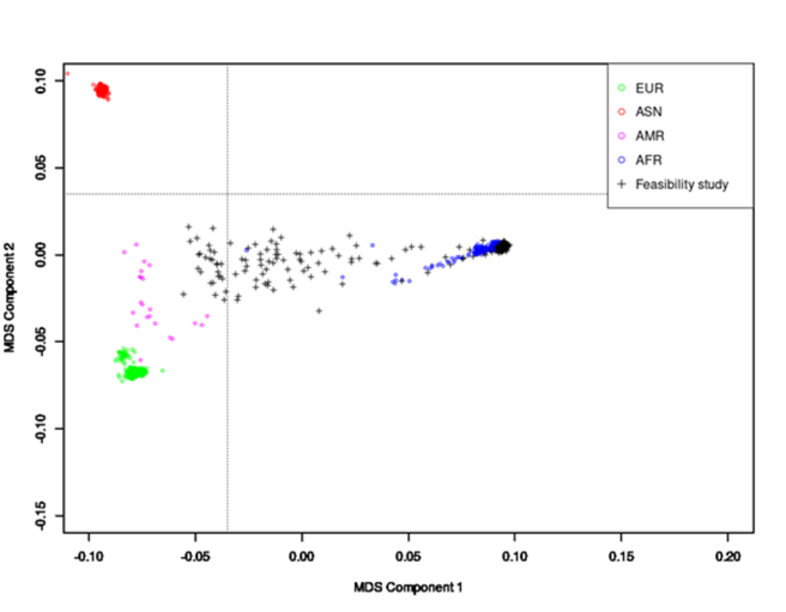 EUR
ASN
AMR
AFR
Feasibility study
0.10
0.05
0.00
-0.05
-0.10
-0.15
MDS Component 2
-0.10 -0.05 0.00 0.05 0.10 0.15 0.20
MDS Component 1